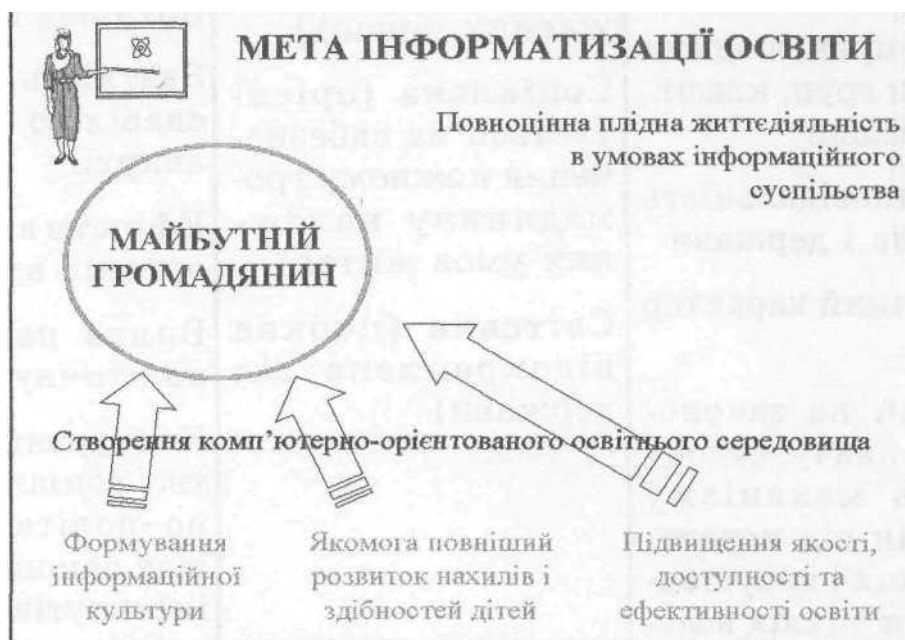 МЕТА ІНФОРМАТИЗАЦІЇ ОСВІТИ
Повноцінна плідна життєдіяльність
в умовах інформаційного
суспільства
МАЙБУТНІЙ
ГРОМАДЯНИН
Створення комп’ютерно-орієнтованого освітнього середовища
Формування
інформаційної
культури
Якомога повніший
розвиток нахилів і
здібностей дітей
Підвищення якості,
доступності та
ефективності освіти